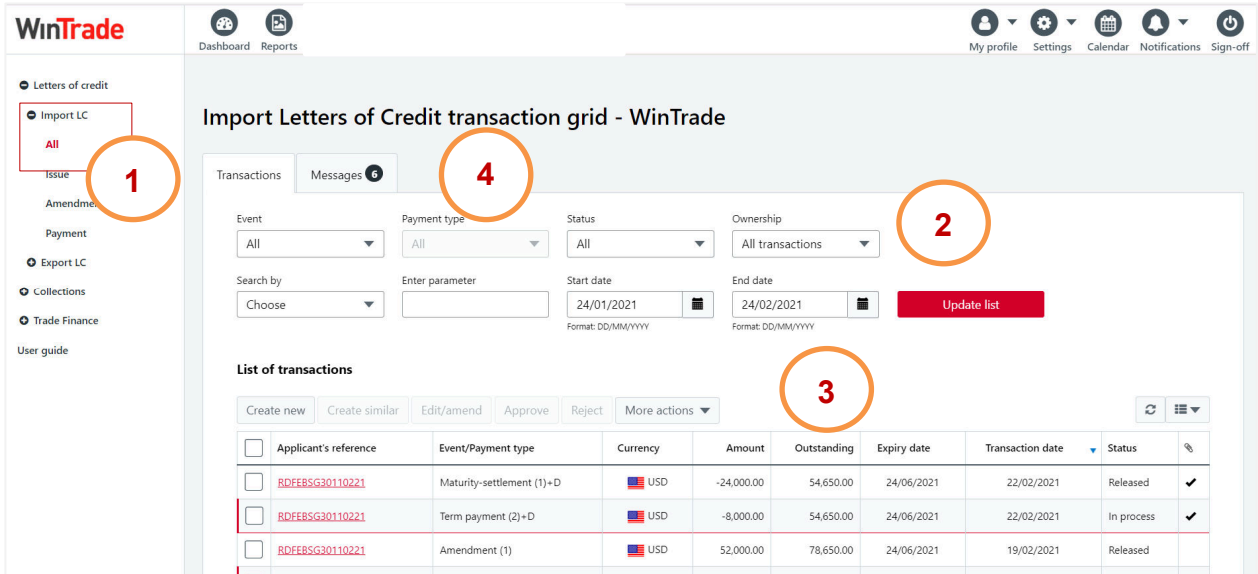 WinTrade
Dashboard Reports
My profile Settings Calendar Notifications Sign-off
Letters of credit
Import LC
All
Issue
Amendmen
Payment
Export LC
Collections
Trade Finance
User guide
1
Import Letters Of Credit transaction grid - WinTrade
4
Transactions Messages 6
2
Event Payment type Status Ownership
All All All All transactions
Search by Enter parameter Start date End date
Choose 24/01/2021 24/02/2021 Update list
Format: DD/MM/YYYY Format: DD/MM/YYYY
List of transactions
3
Create new Create similar Edit/amend Approve Reject More actions
Applicant's reference Event/Payment type Currency Amount Outstanding Expiry date Transaction date Status
RDFEBSG30110221 Maturity-settlement (1)+D USD -24,000.00 54,650.00 24/06/2021 22/02/2021 Released
RDFEBSG30110221 Term payment (2)+D USD -8,000.00 54,650.00 24/06/2021 22/02/2021 In process
RDFEBSG30110221 Amendment (1) USD 52,000.00 78,650.00 24/06/2021 19/02/2021 Released